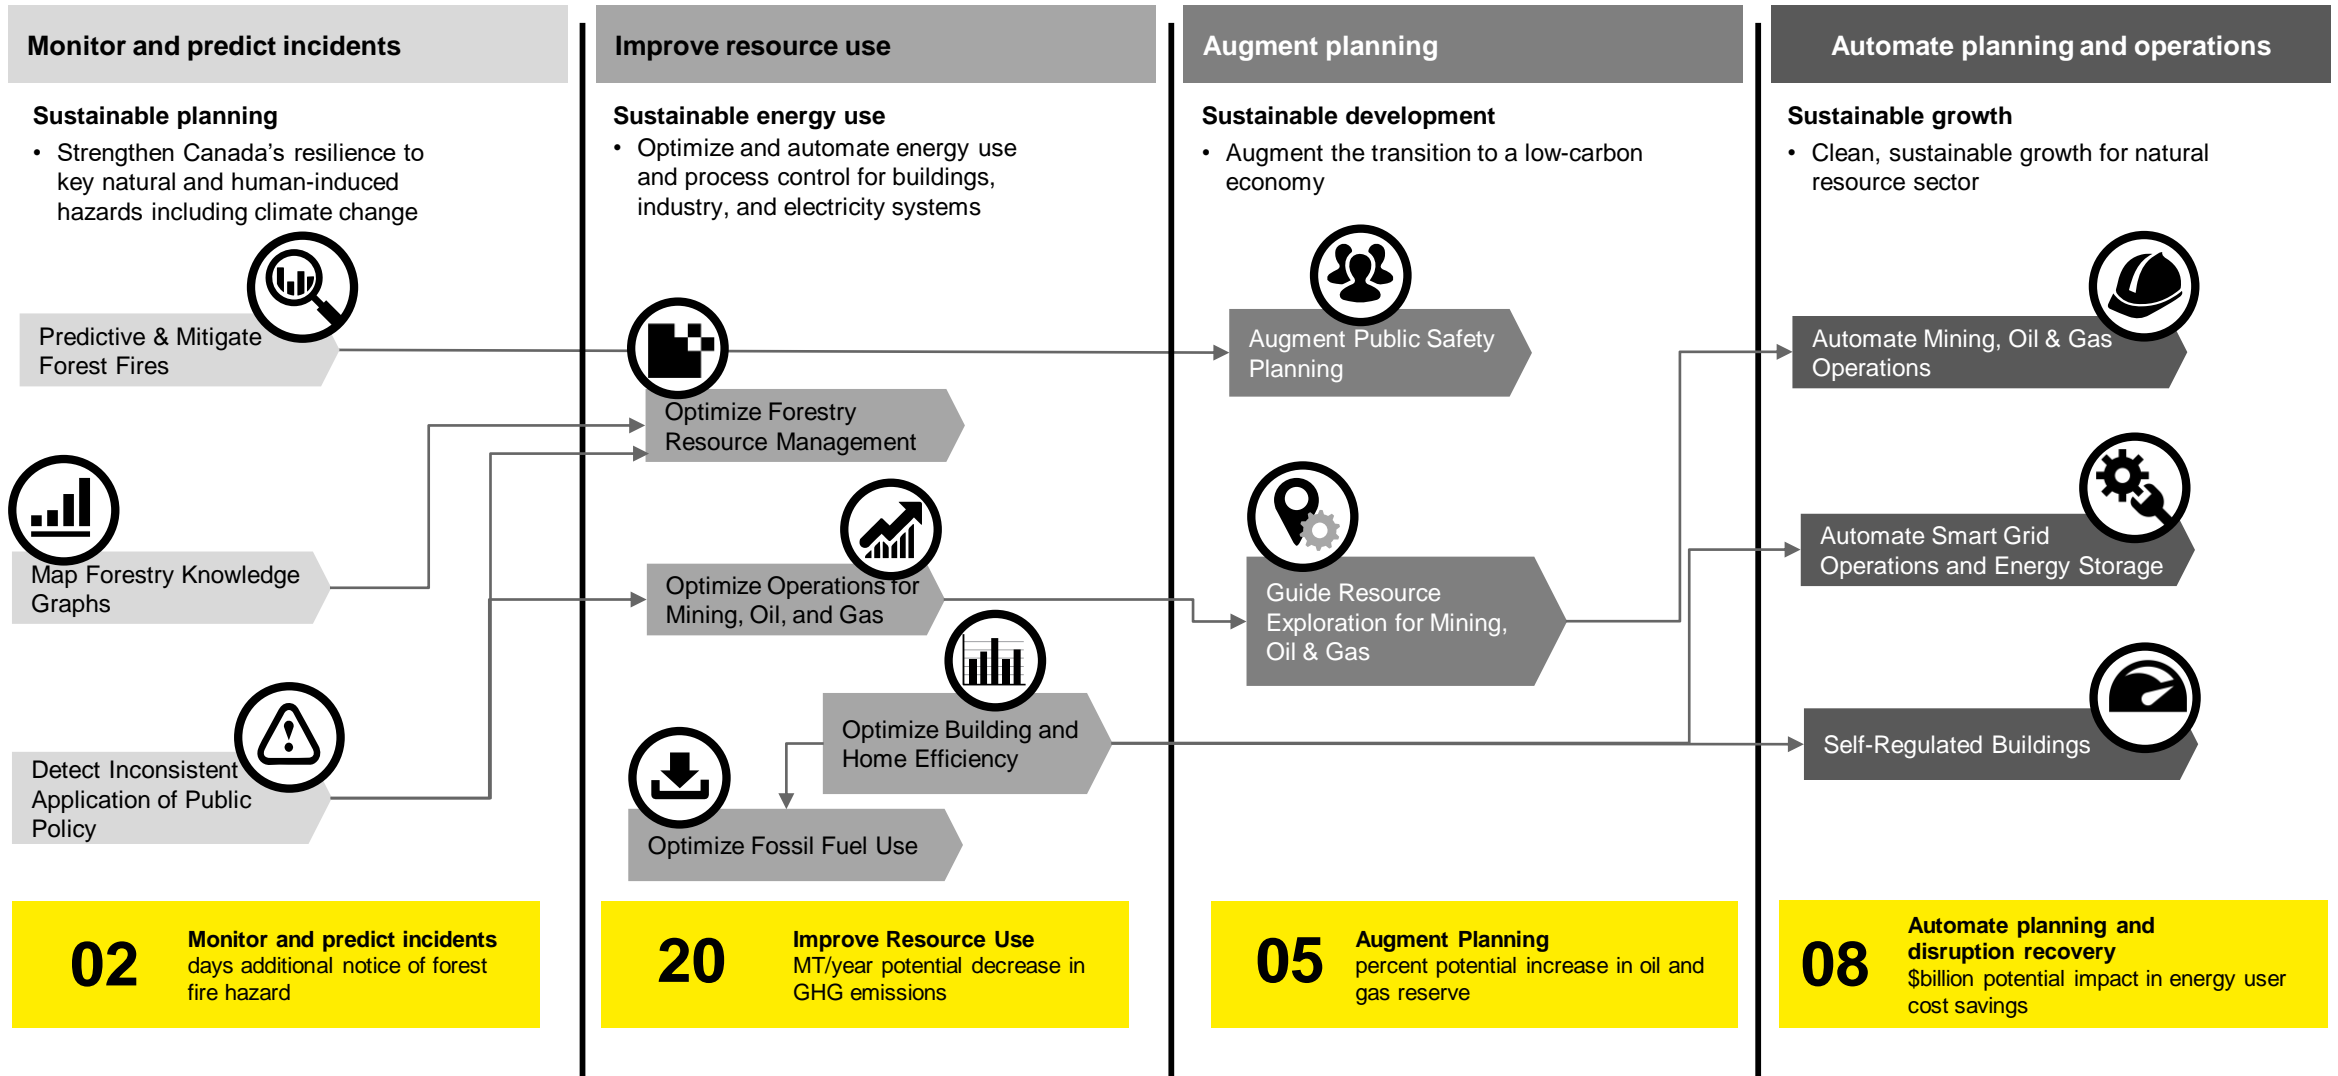 Monitor and predict incidents
Sustainable planning
• Strengthen Canada's resilience to
key natural and human-induced
hazards including climate change
Predictive & Mitigate
Forest Fires
Map Forestry Knowledge
Graphs
Detect Inconsistent
Application of Public
Policy
02
Monitor and predict incidents
days additional notice of forest
fire hazard
Improve resource use
Sustainable energy use
• Optimize and automate energy use
and process control for buildings,
industry, and electricity systems
Optimize Forestry
Resource Management
Optimize Operations for
Mining, Oil, and Gas
Optimize Building and
Home Efficiency
Optimize Fossil Fuel Use
20
Improve Resource Use
MT/year potential decrease in
GHG emissions
Augment planning
Sustainable development
• Augment the transition to a low-carbon
economy
Augment Public Safety
Planning
Guide Resource
Exploration for Mining,
Oil & Gas
05
Augment Planning
percent potential increase in oil and
gas reserve
Automate planning and operations
Sustainable growth
• Clean, sustainable growth for natural
resource sector
Automate Mining, Oil & Gas
Operations
Automate Smart Grid
Operations and Energy Storage
Self-Regulated Buildings
08
Automate planning and
disruption recovery
$billion potential impact in energy user
cost savings